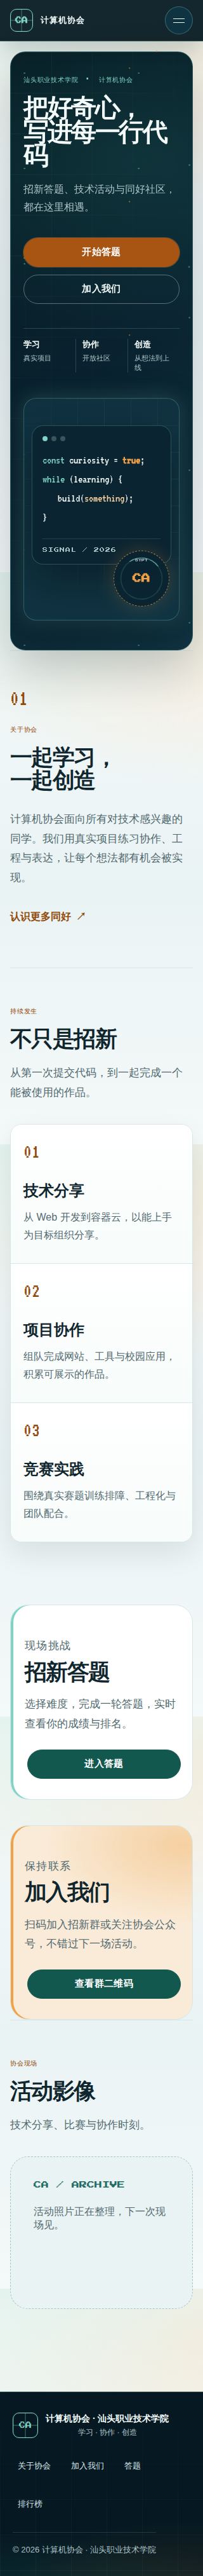 CA 计算机协会
汕头职业技术学院 • 计算机协会
把好奇心，
写进每一行代
码
招新答题、技术活动与同好社区，
都在这里相遇。
开始答题
加入我们
学习 协作 创造
真实项目 开放社区 从想法到上
线
const curiosity = true;
while (learning) {
build(something);
}
SIGNAL / 2026
CA
01
关于协会
一起学习，
一起创造
计算机协会面向所有对技术感兴趣的
同学。我们用真实项目练习协作、工
程与表达，让每个想法都有机会被实
现。
认识更多同好 ↗
持续发生
不只是招新
从第一次提交代码，到一起完成一个
能被使用的作品。
01
技术分享
从 Web 开发到容器云，以能上手
为目标组织分享。
02
项目协作
组队完成网站、工具与校园应用，
积累可展示的作品。
03
竞赛实践
围绕真实赛题训练排障、工程化与
团队配合。
现场挑战
招新答题
选择难度，完成一轮答题，实时
查看你的成绩与排名。
进入答题
保持联系
加入我们
扫码加入招新群或关注协会公众
号，不错过下一场活动。
查看群二维码
协会现场
活动影像
技术分享、比赛与协作时刻。
CA / ARCHIVE
活动照片正在整理，下一次现
场见。
CA 计算机协会 · 汕头职业技术学院
学习 · 协作 · 创造
关于协会 加入我们 答题
排行榜
© 2026 计算机协会 · 汕头职业技术学院